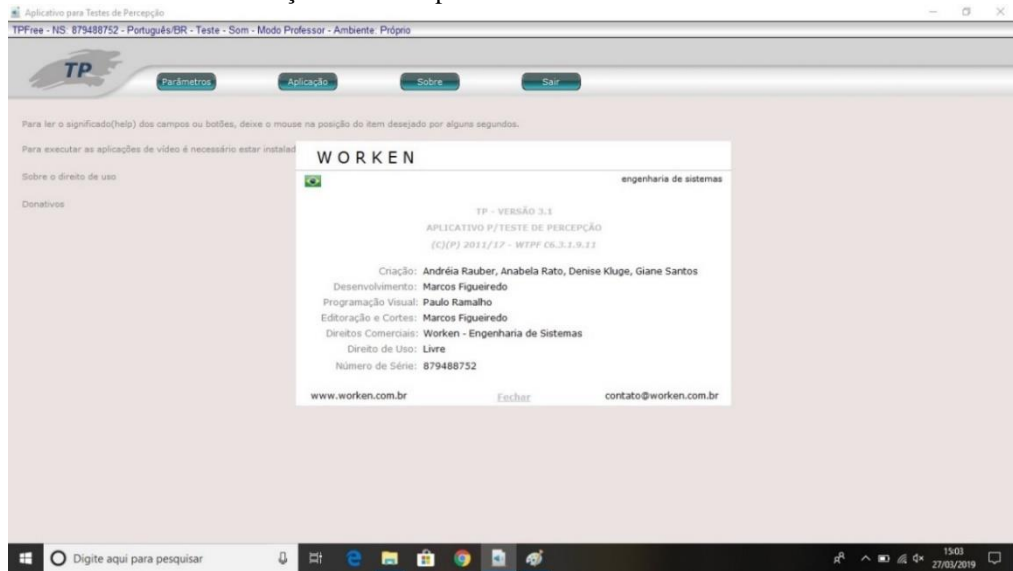 Aplicativo para Testes de Percepção
TPFree - NS: 879488752 - Português/BR - Teste - Som - Modo Professor - Ambiente: Próprio
TP
Parâmetros
Aplicação
Sobre
Sair
Para ler o significado(help) dos campos ou botões, deixe o mouse na posição do item desejado por alguns segundos.
Para executar as aplicações de vídeo é necessário estar instalad
Sobre o direito de uso
Donativos
WORKEN
engenharia de sistemas
TP - VERSÃO 3.1
APLICATIVO P/TESTE DE PERCEPÇÃO
(C)(P) 2011/17 - WTPF C6.3.1.9.11
Criação: Andréia Rauber, Anabela Rato, Denise Kluge, Giane Santos
Desenvolvimento: Marcos Figueiredo
Programação Visual: Paulo Ramalho
Editoração e Cortes: Marcos Figueiredo
Direitos Comerciais: Worken - Engenharia de Sistemas
Direito de Uso: Livre
Número de Série: 879488752
www.worken.com.br
Fechar
contato@worken.com.br
Digite aqui para pesquisar
15:03
27/03/2019